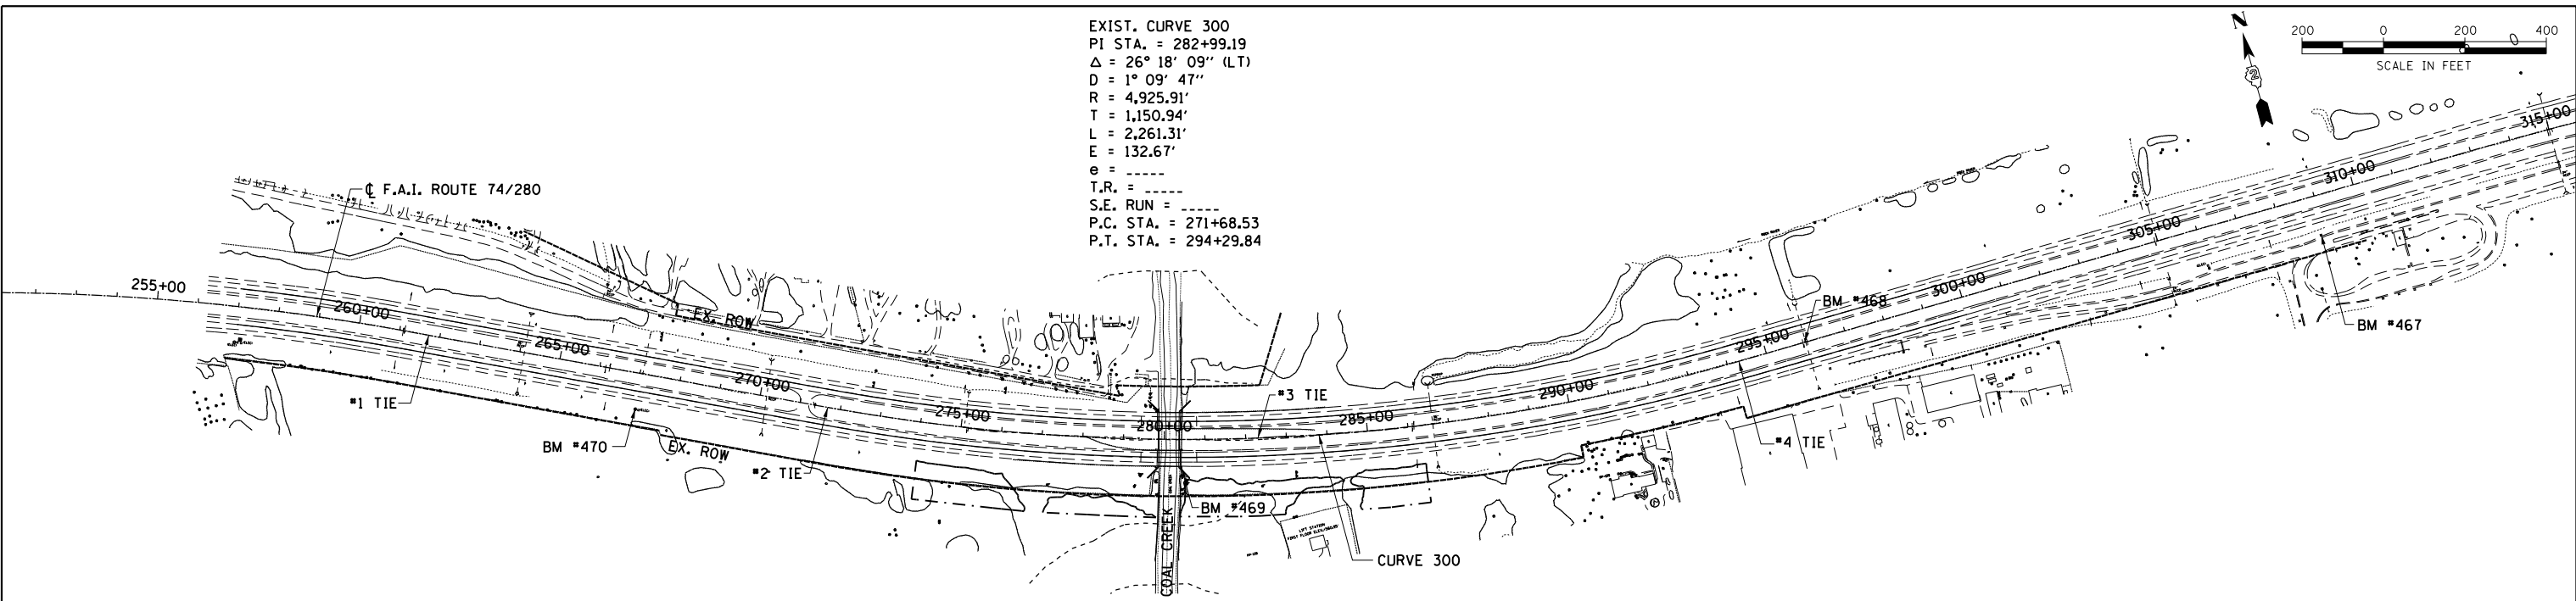 EXIST. CURVE 300
PI STA. = 282+99.19
Δ = 26° 18' 09'' (LT)
D = 1° 09' 47''
R = 4,925.91'
T = 1,150.94'
L = 2,261.31'
E = 132.67'
e = -----
T.R. = -----
S.E. RUN = -----
P.C. STA. = 271+68.53
P.T. STA. = 294+29.84
N
2
200 0 200 400
SCALE IN FEET
℄ F.A.I. ROUTE 74/280
255+00
260+00
265+00
270+00
275+00
280+00
285+00
290+00
295+00
300+00
305+00
310+00
315+00
EX. ROW
EX. ROW
#1 TIE
BM #470
#2 TIE
#3 TIE
BM #469
COAL CREEK
LIFT STATION
CURVE 300
#4 TIE
BM #468
BM #467